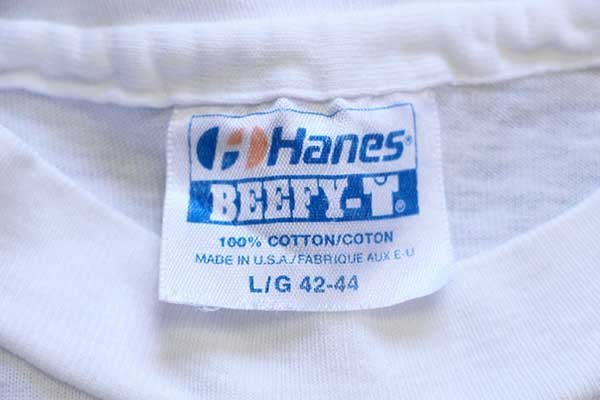 Hanes®
BEEFY-T®
100% COTTON/COTON
MADE IN U.S.A./FABRIQUE AUX E-U
L/G 42-44